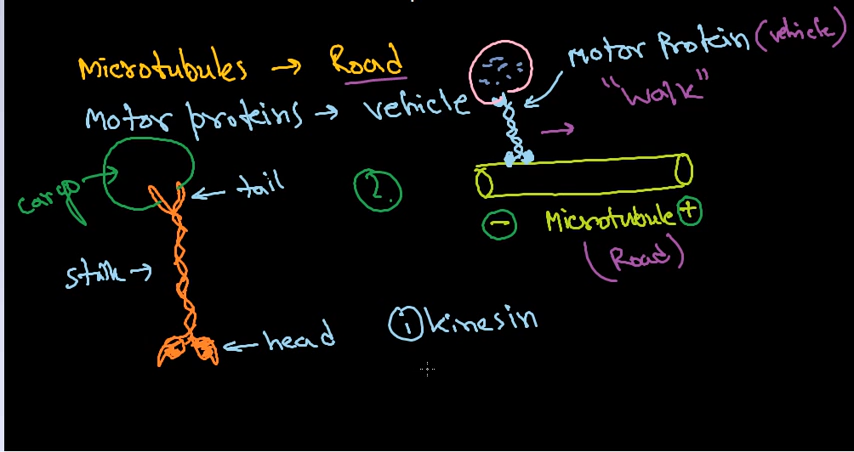 Microtubules → Road
Motor proteins → vehicle
Motor Protein (vehicle)
"Walk"
cargo
tail
2.
− Microtubule +
(Road)
stalk →
head
① kinesin